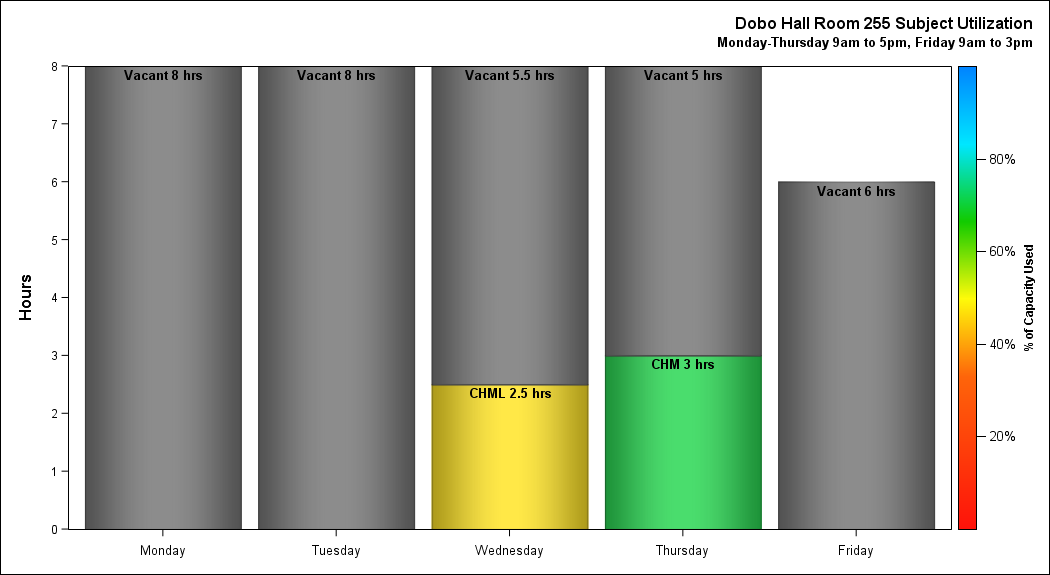 Dobo Hall Room 255 Subject Utilization
Monday-Thursday 9am to 5pm, Friday 9am to 3pm
8
7
6
5
4
3
2
1
0
Hours
Vacant 8 hrs
Vacant 8 hrs
Vacant 5.5 hrs
Vacant 5 hrs
Vacant 6 hrs
CHML 2.5 hrs
CHM 3 hrs
Monday
Tuesday
Wednesday
Thursday
Friday
80%
60%
40%
20%
% of Capacity Used